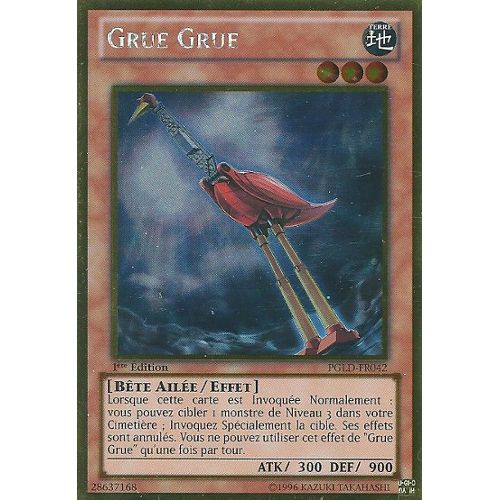 Grue Grue
TERRE
地
1ère Edition
PGLD-FR042
[Bête Ailée/Effet]
Lorsque cette carte est Invoquée Normalement :
vous pouvez cibler 1 monstre de Niveau 3 dans votre
Cimetière ; Invoquez Spécialement la cible. Ses effets
sont annulés. Vous ne pouvez utiliser cet effet de "Grue
Grue" qu'une fois par tour.
ATK/ 300 DEF/ 900
28637168
©1996 KAZUKI TAKAHASHI